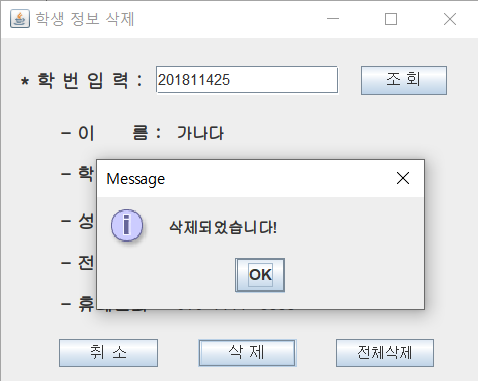 학생 정보 삭제
* 학 번 입 력 : 201811425 조 회
- 이 름 : 가나다
- 학
Message
- 성
삭제되었습니다!
- 전
OK
- 휴
취 소 삭 제 전체삭제